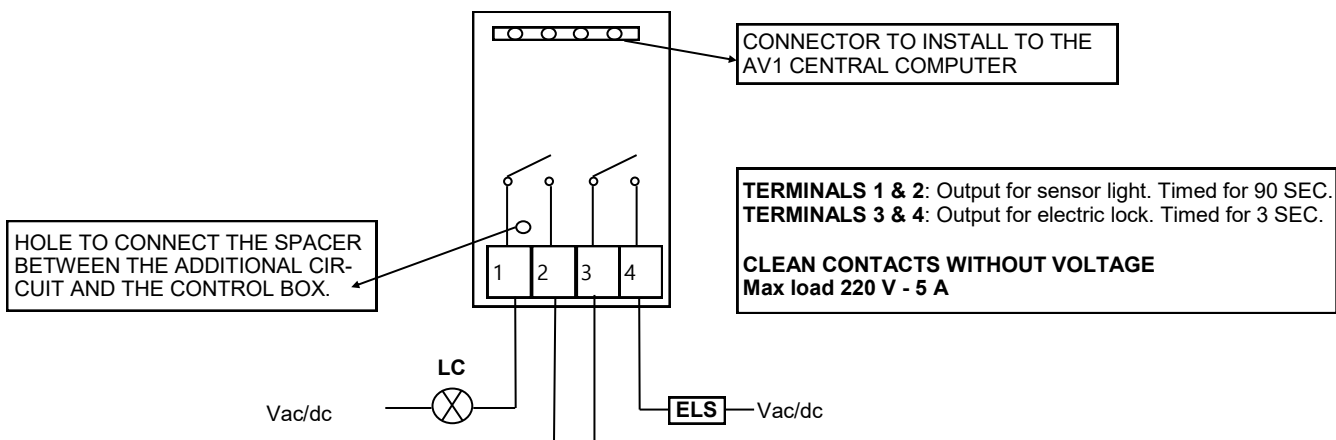 CONNECTOR TO INSTALL TO THE
AV1 CENTRAL COMPUTER
TERMINALS 1 & 2: Output for sensor light. Timed for 90 SEC.
TERMINALS 3 & 4: Output for electric lock. Timed for 3 SEC.
CLEAN CONTACTS WITHOUT VOLTAGE
Max load 220 V - 5 A
HOLE TO CONNECT THE SPACER
BETWEEN THE ADDITIONAL CIR-
CUIT AND THE CONTROL BOX.
1 2 3 4
LC
Vac/dc
ELS
Vac/dc